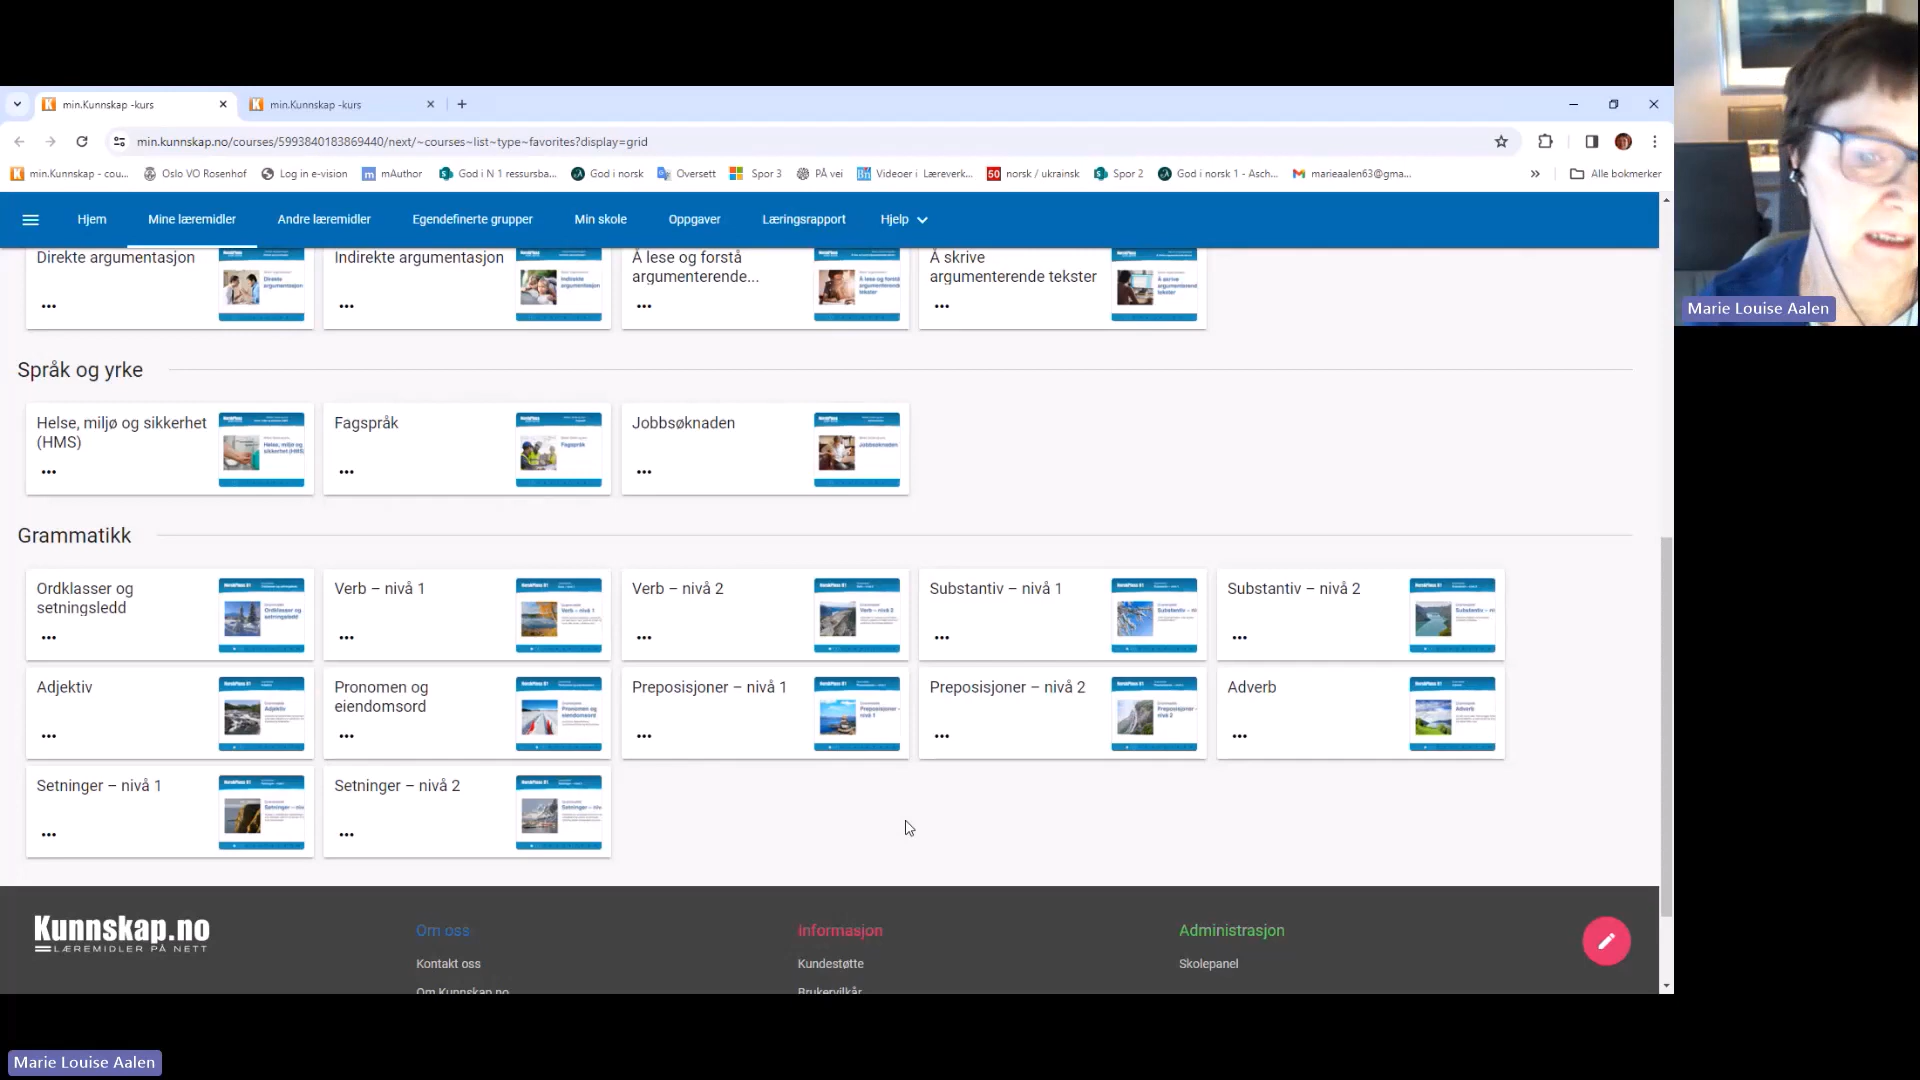 min.Kunnskap -kurs
min.Kunnskap -kurs
min.kunnskap.no/courses/5993840183869440/next/~courses~list~type~favorites?display=grid
min.Kunnskap - cou...
Oslo VO Rosenhof
Log in e-vision
mAuthor
God i N 1 ressursba...
God i norsk
Oversett
Spor 3
PÅ vei
Videoer i Læreverk...
norsk / ukrainsk
Spor 2
God i norsk 1 - Asch...
marieaalen63@gma...
Alle bokmerker
Hjem
Mine læremidler
Andre læremidler
Egendefinerte grupper
Min skole
Oppgaver
Læringsrapport
Hjelp
Direkte argumentasjon
Indirekte argumentasjon
Å lese og forstå
argumenterende...
Å skrive
argumenterende tekster
Språk og yrke
Helse, miljø og sikkerhet
(HMS)
Fagspråk
Jobbsøknaden
Grammatikk
Ordklasser og
setningsledd
Verb – nivå 1
Verb – nivå 2
Substantiv – nivå 1
Substantiv – nivå 2
Adjektiv
Pronomen og
eiendomsord
Preposisjoner – nivå 1
Preposisjoner – nivå 2
Adverb
Setninger – nivå 1
Setninger – nivå 2
Kunnskap.no
LÆREMIDLER PÅ NETT
Om oss
Kontakt oss
Om Kunnskap.no
Informasjon
Kundestøtte
Brukervilkår
Administrasjon
Skolepanel
Marie Louise Aalen
Marie Louise Aalen